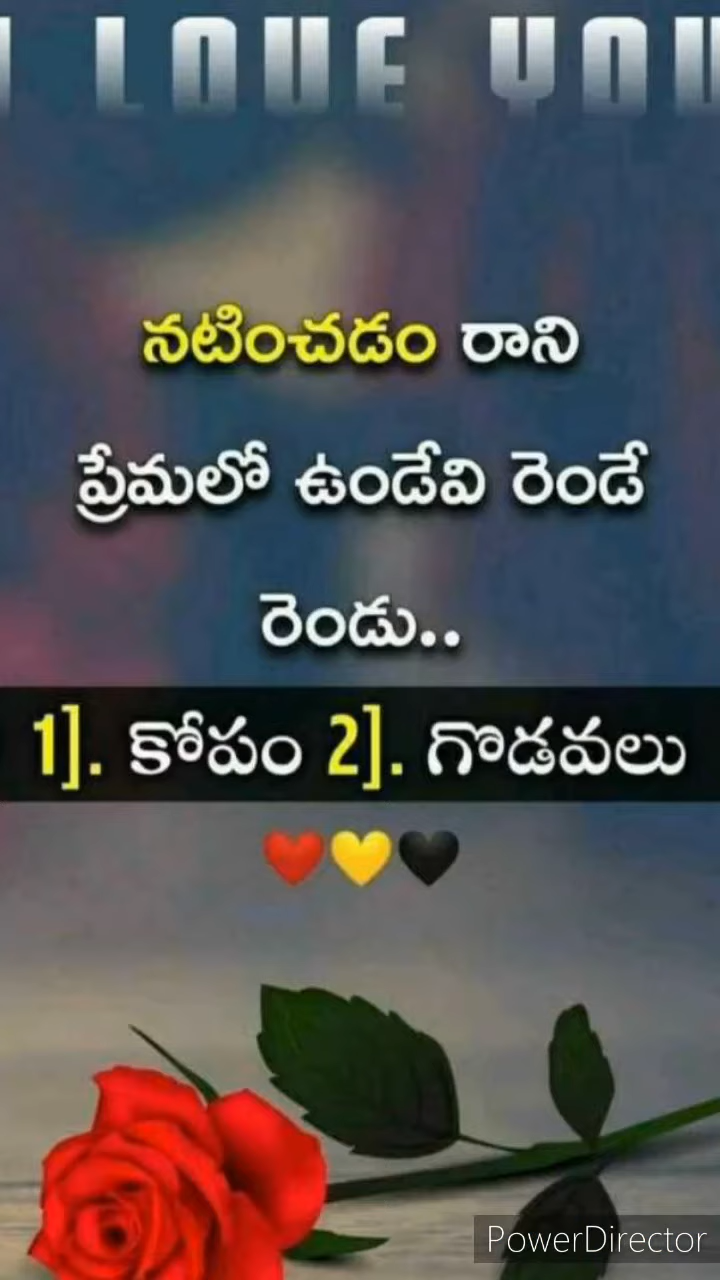 I LOVE YOU
నటించడం రాని
ప్రేమలో ఉండేవి రెండే
రెండు..
1]. కోపం 2]. గొడవలు
PowerDirector